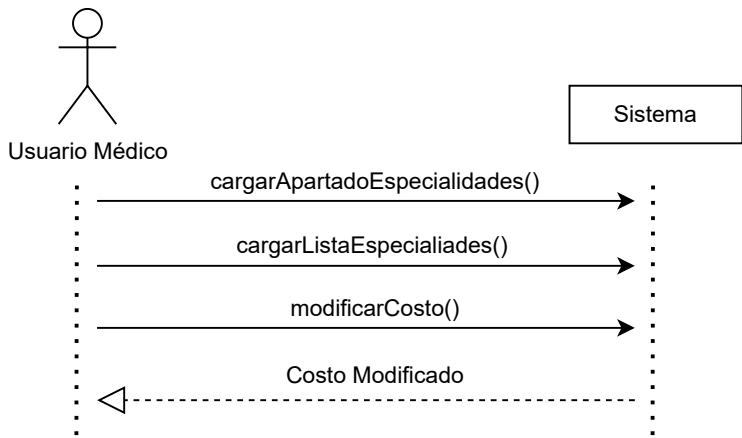 Sistema
Usuario Médico
cargarApartadoEspecialidades()
cargarListaEspecialiades()
modificarCosto()
Costo Modificado